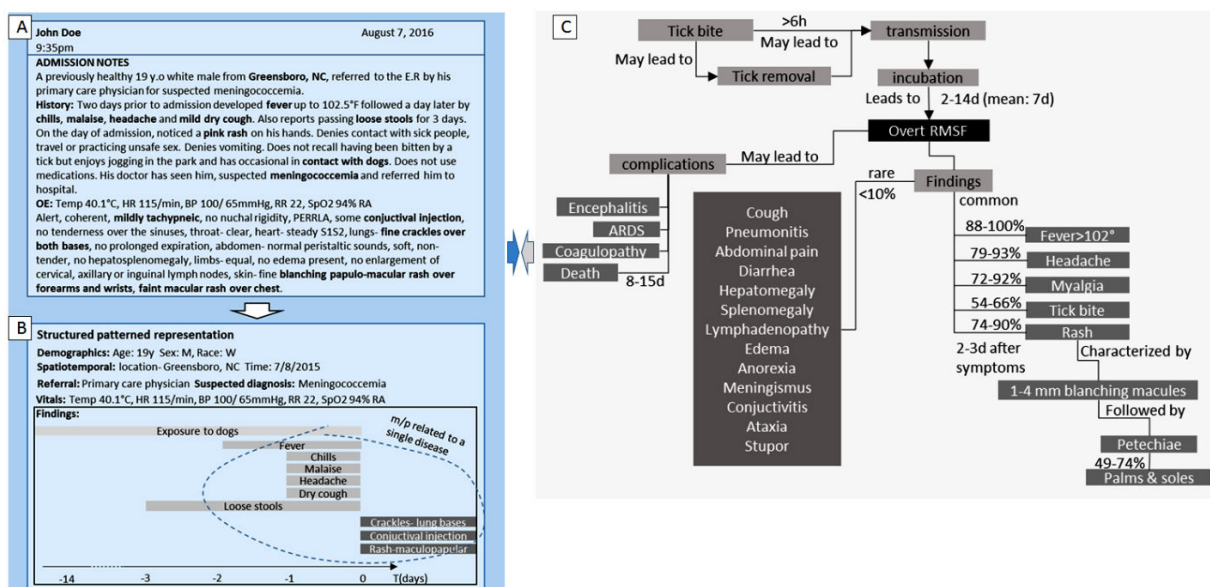 A
John Doe August 7, 2016
9:35pm
ADMISSION NOTES
A previously healthy 19 y.o white male from Greensboro, NC, referred to the E.R by his
primary care physician for suspected meningococcemia.
History: Two days prior to admission developed fever up to 102.5°F followed a day later by
chills, malaise, headache and mild dry cough. Also reports passing loose stools for 3 days.
On the day of admission, noticed a pink rash on his hands. Denies contact with sick people,
travel or practicing unsafe sex. Denies vomiting. Does not recall having been bitten by a
tick but enjoys jogging in the park and has occasional in contact with dogs. Does not use
medications. His doctor has seen him, suspected meningococcemia and referred him to
hospital.
OE: Temp 40.1°C, HR 115/min, BP 100/ 65mmHg, RR 22, SpO2 94% RA
Alert, coherent, mildly tachypneic, no nuchal rigidity, PERRLA, some conjuctival injection,
no tenderness over the sinuses, throat- clear, heart- steady S1S2, lungs- fine crackles over
both bases, no prolonged expiration, abdomen- normal peristaltic sounds, soft, non-
tender, no hepatosplenomegaly, limbs- equal, no edema present, no enlargement of
cervical, axillary or inguinal lymph nodes, skin- fine blanching papulo-macular rash over
forearms and wrists, faint macular rash over chest.
B
Structured patterned representation
Demographics: Age: 19y Sex: M, Race: W
Spatiotemporal: location- Greensboro, NC Time: 7/8/2015
Referral: Primary care physician Suspected diagnosis: Meningococcemia
Vitals: Temp 40.1°C, HR 115/min, BP 100/ 65mmHg, RR 22, SpO2 94% RA
Findings:
m/p related to a
single disease
Exposure to dogs
Fever
Chills
Malaise
Headache
Dry cough
Loose stools
Crackles- lung bases
Conjuctival injection
Rash-maculopapular
-14 -3 -2 -1 0 T(days)
C
Tick bite
>6h
May lead to
transmission
May lead to
Tick removal
incubation
Leads to
2-14d (mean: 7d)
Overt RMSF
complications
May lead to
rare
<10%
Findings
common
Encephalitis
ARDS
Coagulopathy
Death
8-15d
Cough
Pneumonitis
Abdominal pain
Diarrhea
Hepatomegaly
Splenomegaly
Lymphadenopathy
Edema
Anorexia
Meningismus
Conjuctivitis
Ataxia
Stupor
88-100%
Fever>102°
79-93%
Headache
72-92%
Myalgia
54-66%
Tick bite
74-90%
Rash
2-3d after
symptoms
Characterized by
1-4 mm blanching macules
Followed by
Petechiae
49-74%
Palms & soles